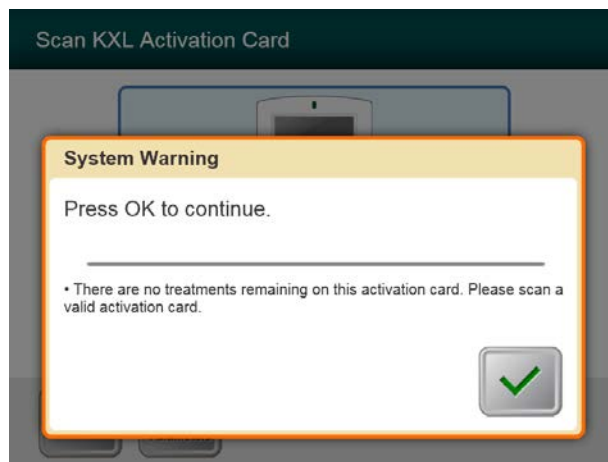 Scan KXL Activation Card
System Warning
Press OK to continue.
• There are no treatments remaining on this activation card. Please scan a
valid activation card.